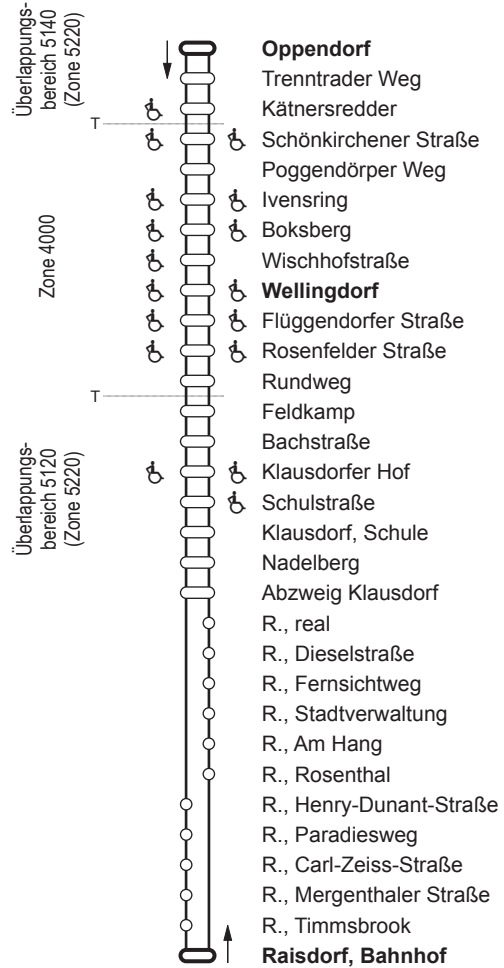 Überlappungs-
bereich 5140
(Zone 5220)
Oppendorf
Trenntrader Weg
Kätnersredder
T
Schönkirchener Straße
Poggendörper Weg
Ivensring
Boksberg
Zone 4000
Wischhofstraße
Wellingdorf
Flüggendorfer Straße
Rosenfelder Straße
Rundweg
T
Feldkamp
Bachstraße
Überlappungs-
bereich 5120
(Zone 5220)
Klausdorfer Hof
Schulstraße
Klausdorf, Schule
Nadelberg
Abzweig Klausdorf
R., real
R., Dieselstraße
R., Fernsichtweg
R., Stadtverwaltung
R., Am Hang
R., Rosenthal
R., Henry-Dunant-Straße
R., Paradiesweg
R., Carl-Zeiss-Straße
R., Mergenthaler Straße
R., Timmsbrook
Raisdorf, Bahnhof